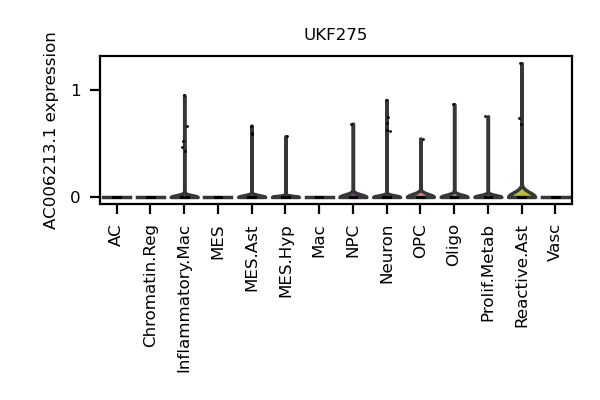 UKF275
AC006213.1 expression
1
0
AC
Chromatin.Reg
Inflammatory.Mac
MES
MES.Ast
MES.Hyp
Mac
NPC
Neuron
OPC
Oligo
Prolif.Metab
Reactive.Ast
Vasc